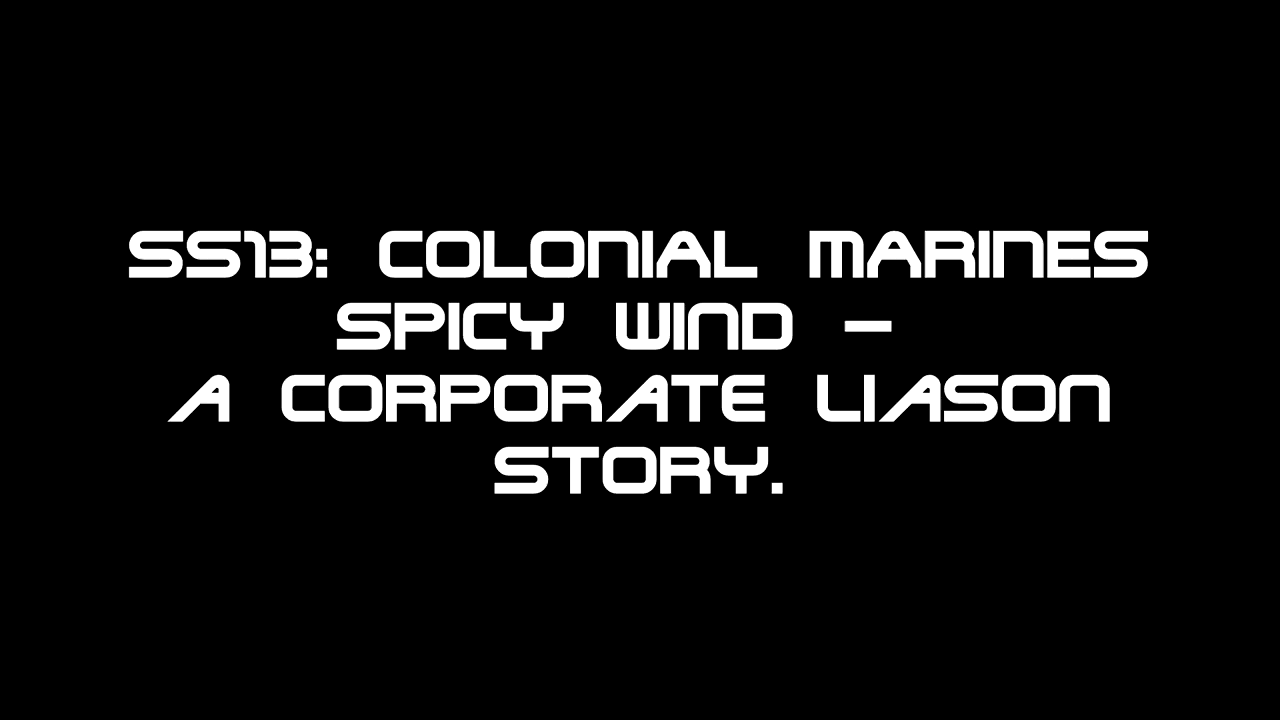 SS13: COLONIAL MARINES
SPICY WIND -
A CORPORATE LIASON
STORY.